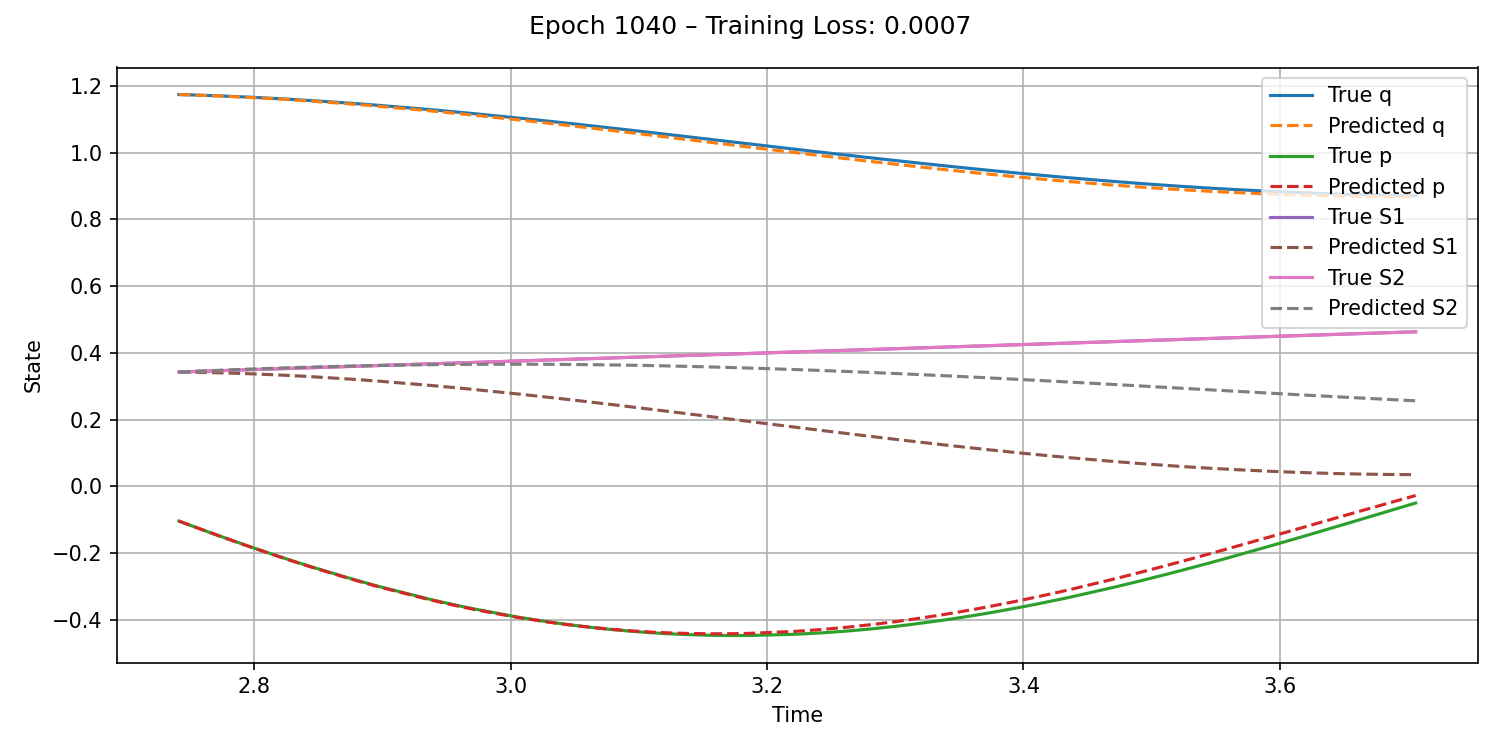 Epoch 1040 – Training Loss: 0.0007
1.2
1.0
0.8
0.6
0.4
0.2
0.0
−0.2
−0.4
State
True q
Predicted q
True p
Predicted p
True S1
Predicted S1
True S2
Predicted S2
2.8
3.0
3.2
3.4
3.6
Time